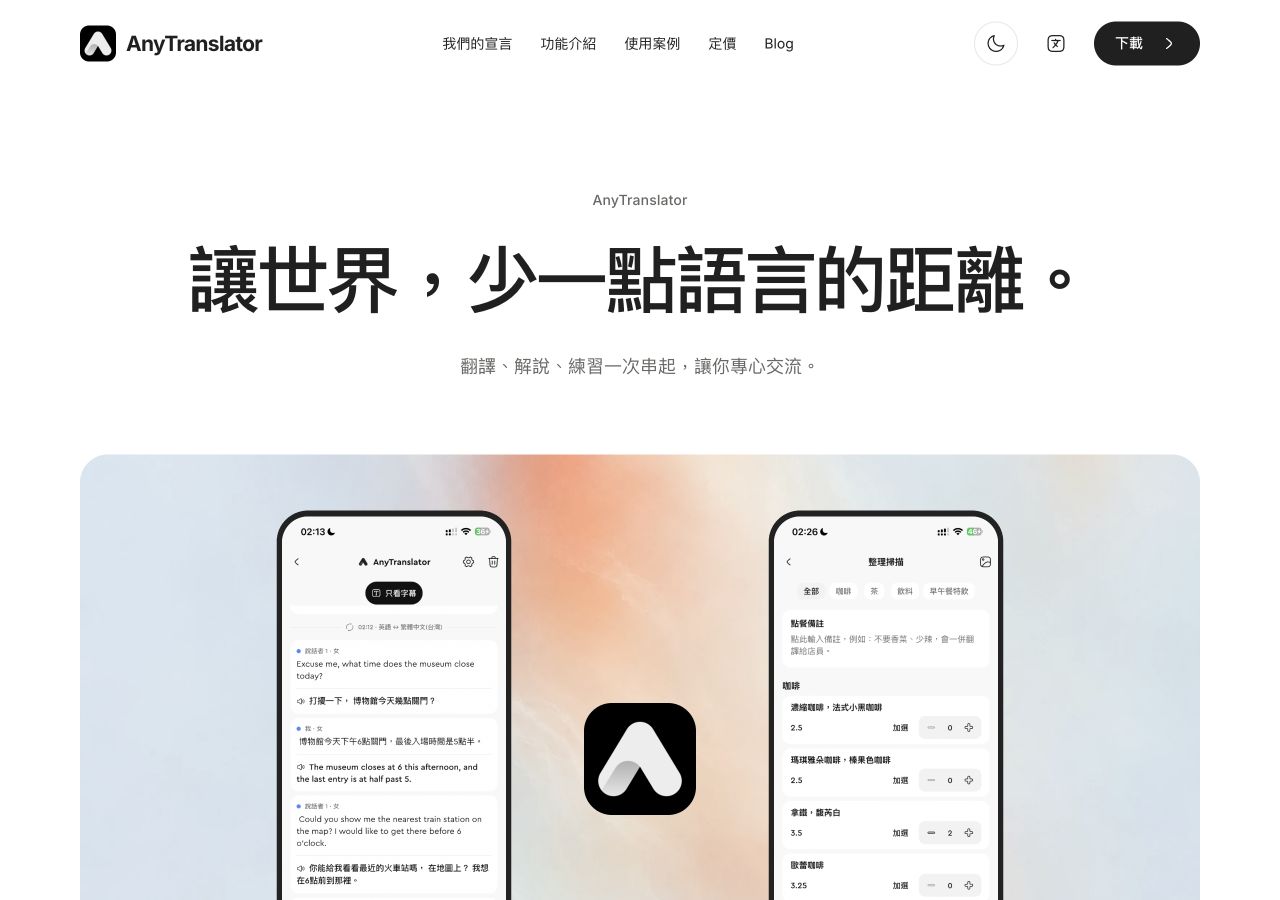 AnyTranslator
我們的宣言
功能介紹
使用案例
定價
Blog
下載
AnyTranslator
讓世界，少一點語言的距離。
翻譯、解說、練習一次串起，讓你專心交流。
02:13
36
AnyTranslator
只看字幕
02:12 · 英語 ↔ 繁體中文(台灣)
說話者 1 · 女
Excuse me, what time does the museum close
today?
打擾一下， 博物館今天幾點關門？
我 · 女
博物館今天下午6點關門，最後入場時間是5點半。
The museum closes at 6 this afternoon, and
the last entry is at half past 5.
說話者 1 · 女
Could you show me the nearest train station on
the map? I would like to get there before 6
o'clock.
你能給我看看最近的火車站嗎， 在地圖上？ 我想
在6點前到那裡。
02:26
整理掃描
全部
咖啡
茶
飲料
早午餐特飲
點餐備註
點此輸入備註，例如：不要香菜、少辣，會一併翻
譯給店員。
咖啡
濃縮咖啡，法式小黑咖啡
2.5
加選
0
瑪琪雅朵咖啡，榛果色咖啡
2.5
加選
0
拿鐵，馥芮白
3.5
加選
2
歐蕾咖啡
3.25
加選
0